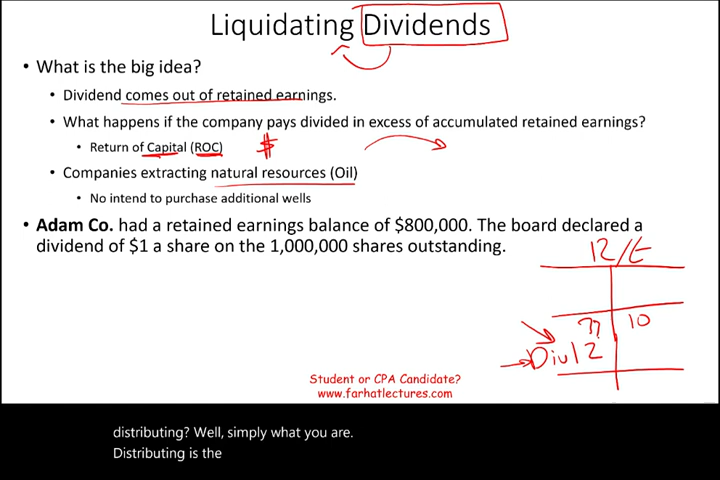 Liquidating Dividends
• What is the big idea?
• Dividend comes out of retained earnings.
• What happens if the company pays divided in excess of accumulated retained earnings?
• Return of Capital (ROC)
$
• Companies extracting natural resources (Oil)
• No intend to purchase additional wells
• Adam Co. had a retained earnings balance of $800,000. The board declared a
dividend of $1 a share on the 1,000,000 shares outstanding.
R/E
10
Div 12
Student or CPA Candidate?
www.farhatlectures.com
distributing? Well, simply what you are.
Distributing is the